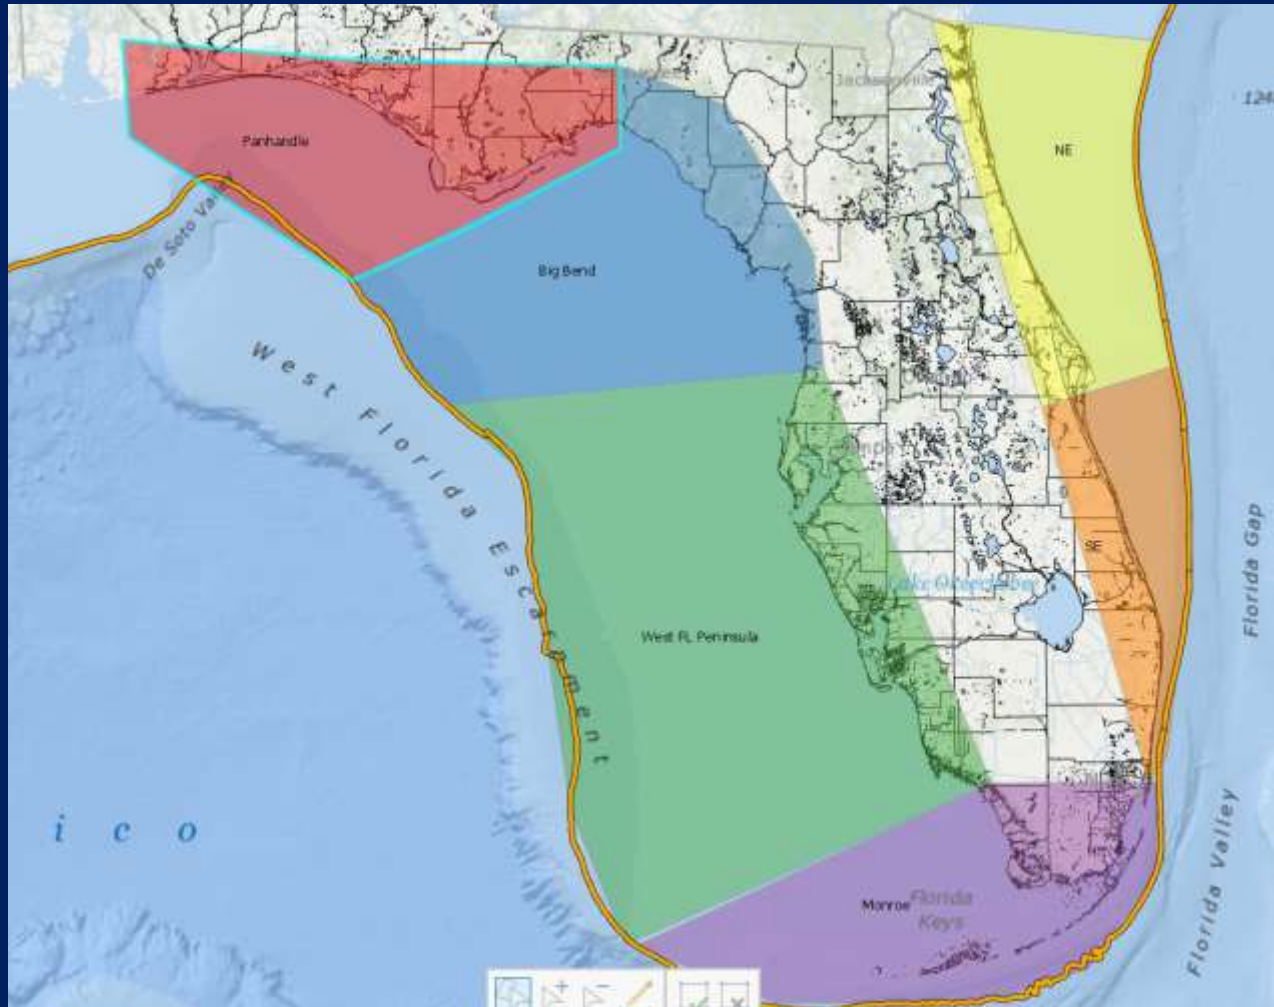 Jacksonville
124
Panhandle
NE
De Soto Valley
Big Bend
West Florida Escarpment
SE
Florida Gap
Lake Okeechobee
West FL Peninsula
i c o
Florida Valley
Monroe
Florida
Keys